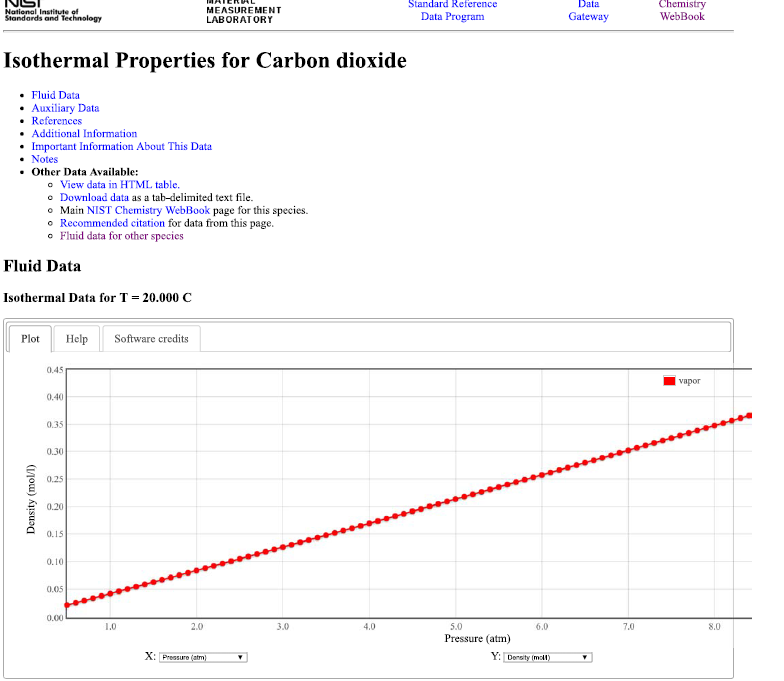 NIST
National Institute of
Standards and Technology
MATERIAL
MEASUREMENT
LABORATORY
Standard Reference
Data Program
Data
Gateway
Chemistry
WebBook
Isothermal Properties for Carbon dioxide
• Fluid Data
• Auxiliary Data
• References
• Additional Information
• Important Information About This Data
• Notes
• Other Data Available:
◦ View data in HTML table.
◦ Download data as a tab-delimited text file.
◦ Main NIST Chemistry WebBook page for this species.
◦ Recommended citation for data from this page.
◦ Fluid data for other species
Fluid Data
Isothermal Data for T = 20.000 C
Plot Help Software credits
vapor
0.45
0.40
0.35
0.30
0.25
0.20
0.15
0.10
0.05
0.00
Density (mol/l)
1.0 2.0 3.0 4.0 5.0 6.0 7.0 8.0
Pressure (atm)
X: Pressure (atm) Y: Density (mol/l)